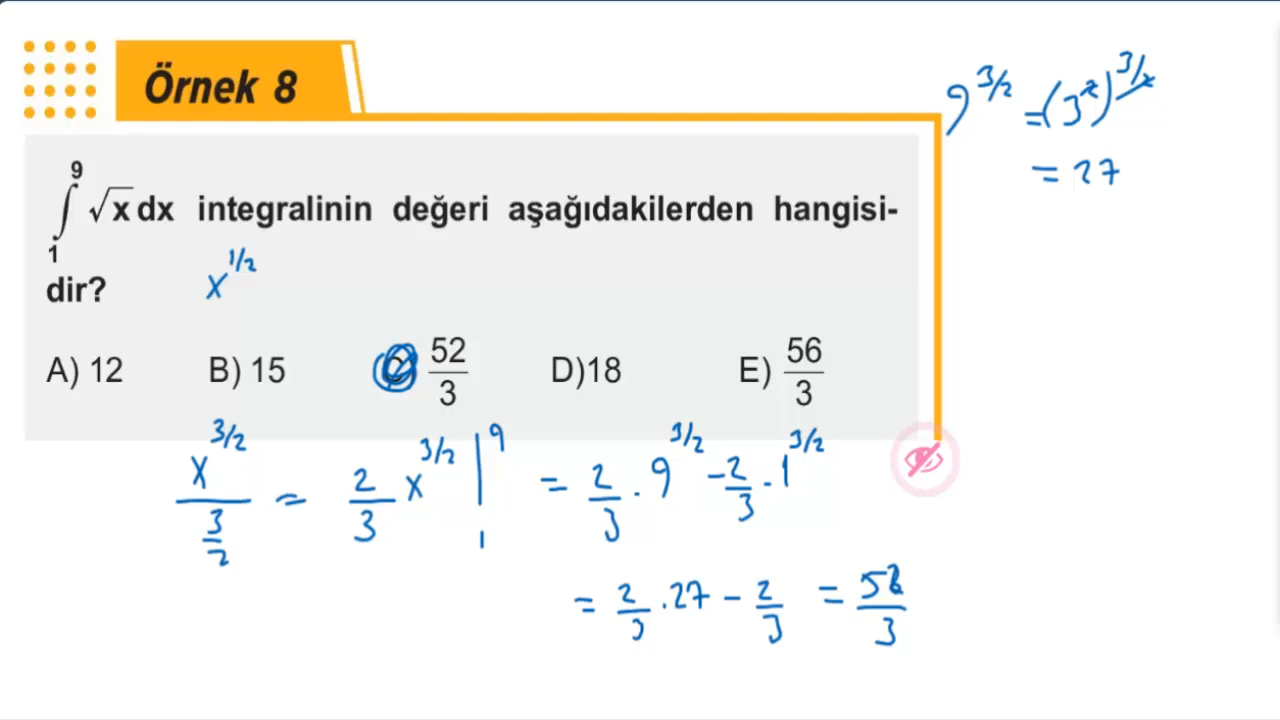 Örnek 8
9^{3/2} = (3^2)^{3/2}
= 27
∫_1^9 √x dx integralinin değeri aşağıdakilerden hangisi-
dir?
x^{1/2}
A) 12 B) 15 C) 52/3 D)18 E) 56/3
x^{3/2}/(3/2) = 2/3 x^{3/2} |_1^9 = 2/3 . 9^{3/2} - 2/3 . 1^{3/2}
= 2/3 . 27 - 2/3 = 52/3